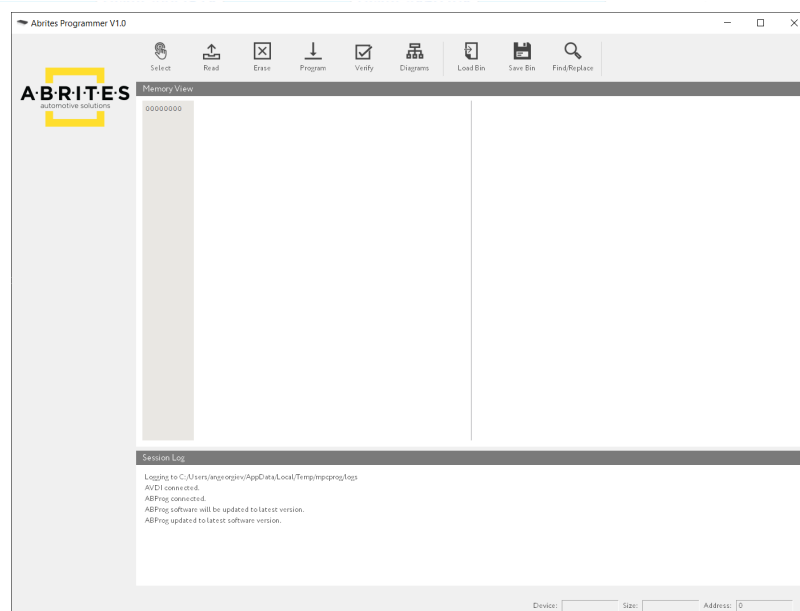 Abrites Programmer V1.0
Select Read Erase Program Verify Diagrams Load Bin Save Bin Find/Replace
A·B·R·I·T·E·S
automotive solutions
Memory View
00000000
Session Log
Logging to C:/Users/angeorgiev/AppData/Local/Temp/mpcprog/logs
AVDI connected.
ABProg connected.
ABProg software will be updated to latest version.
ABProg updated to latest software version.
Device: Size: Address: 0